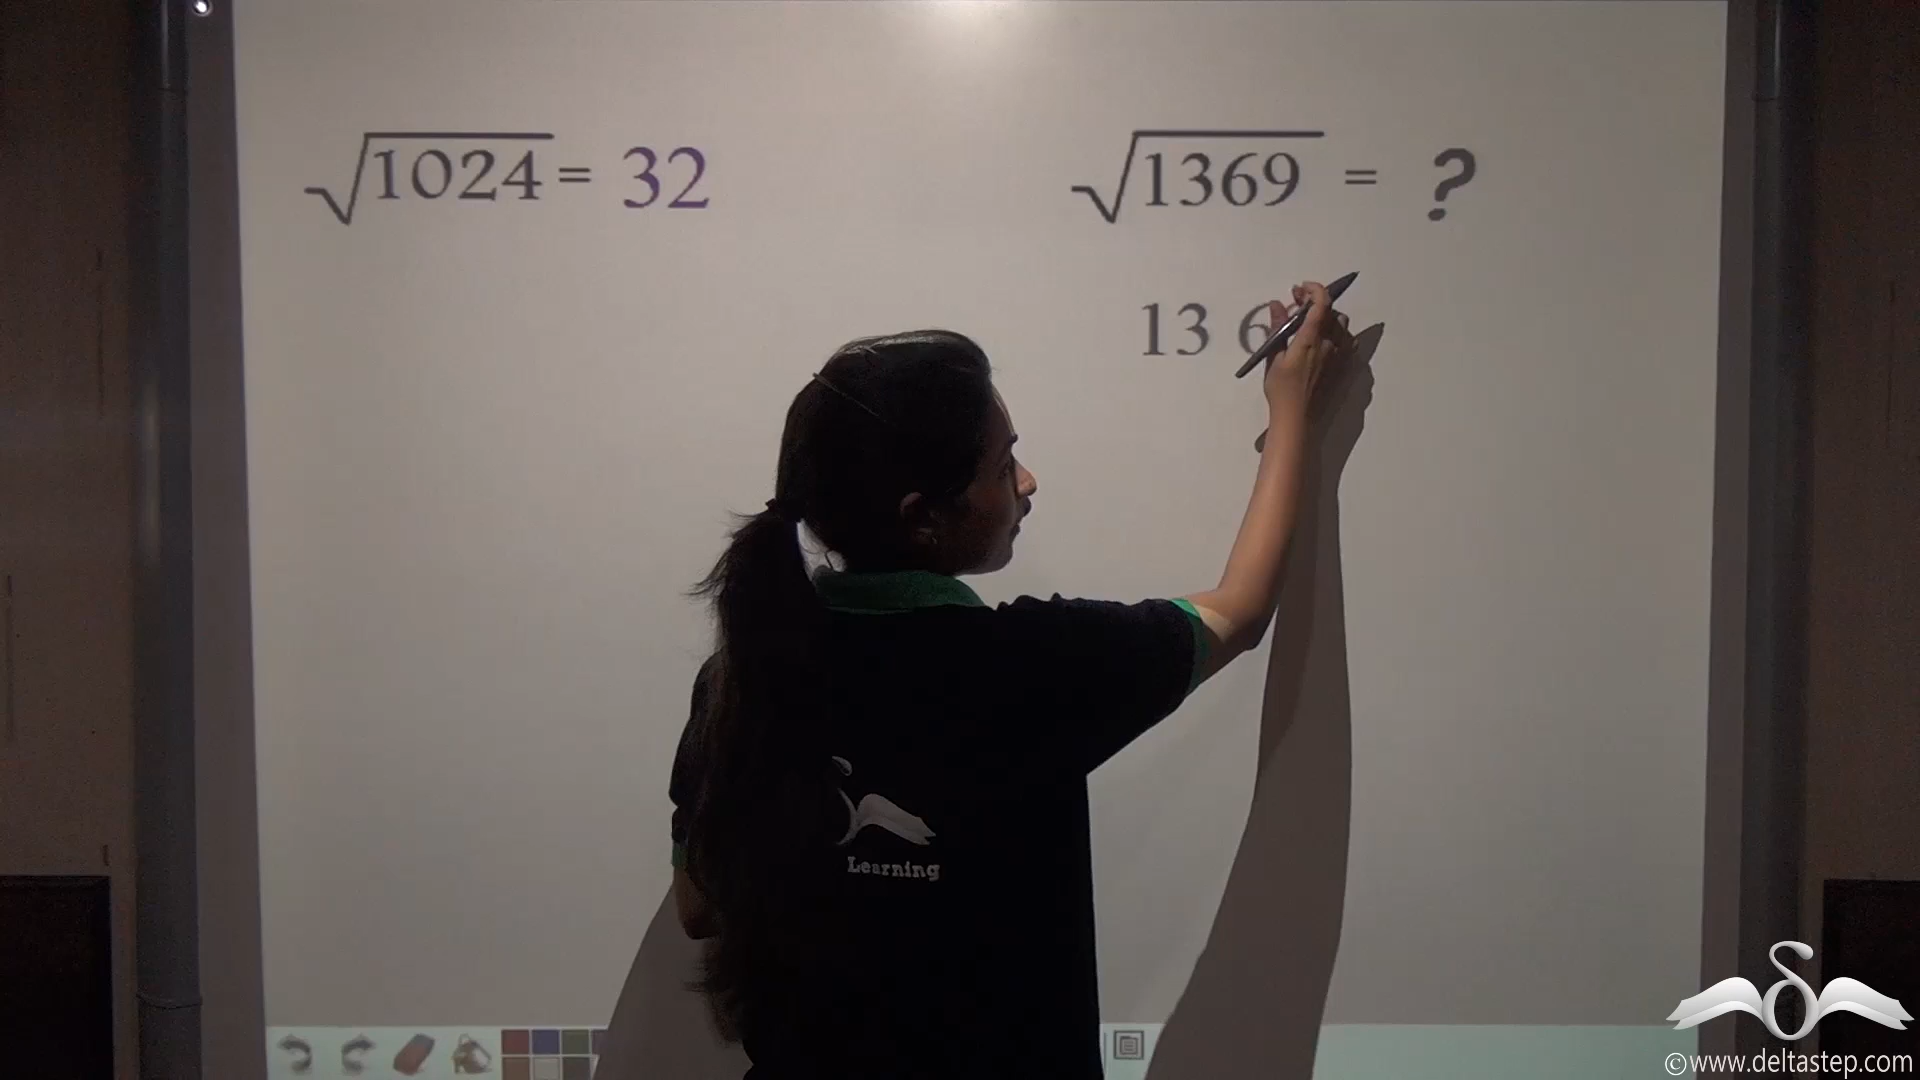 √1024 = 32
√1369 = ?
13 6
Learning
©www.deltastep.com